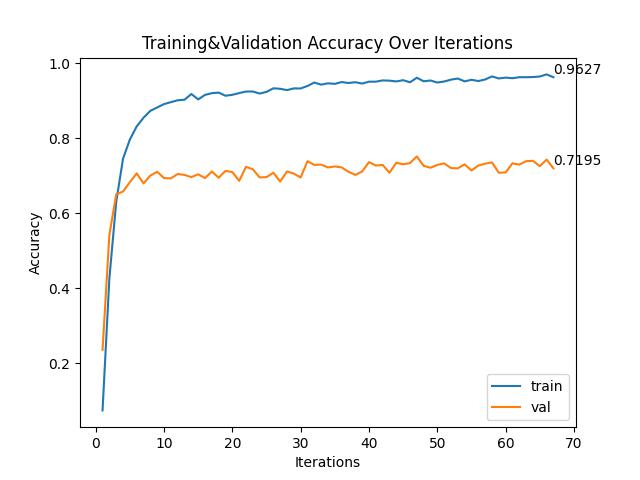 Training&Validation Accuracy Over Iterations
1.0
0.8
0.6
0.4
0.2
Accuracy
0.9627
0.7195
train
val
0 10 20 30 40 50 60 70
Iterations